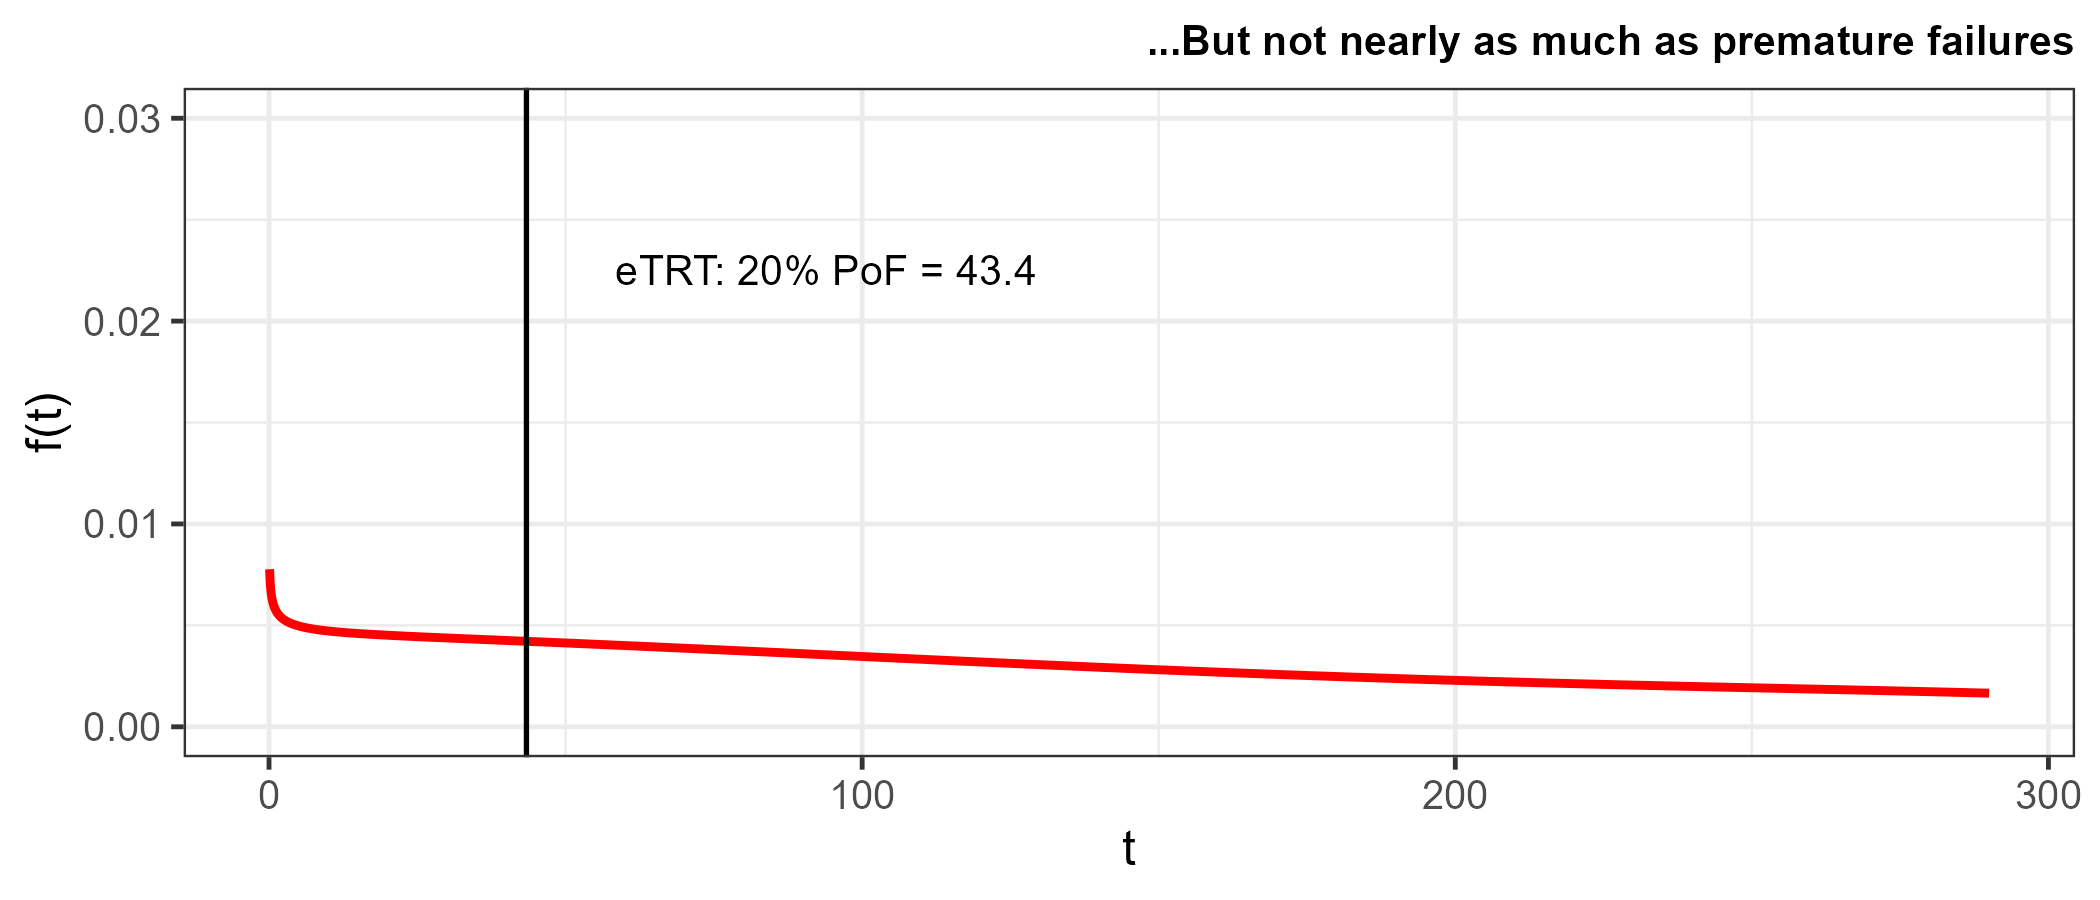 ...But not nearly as much as premature failures
0.03
eTRT: 20% PoF = 43.4
0.02
f(t)
0.01
0.00
0 100 200 300
t